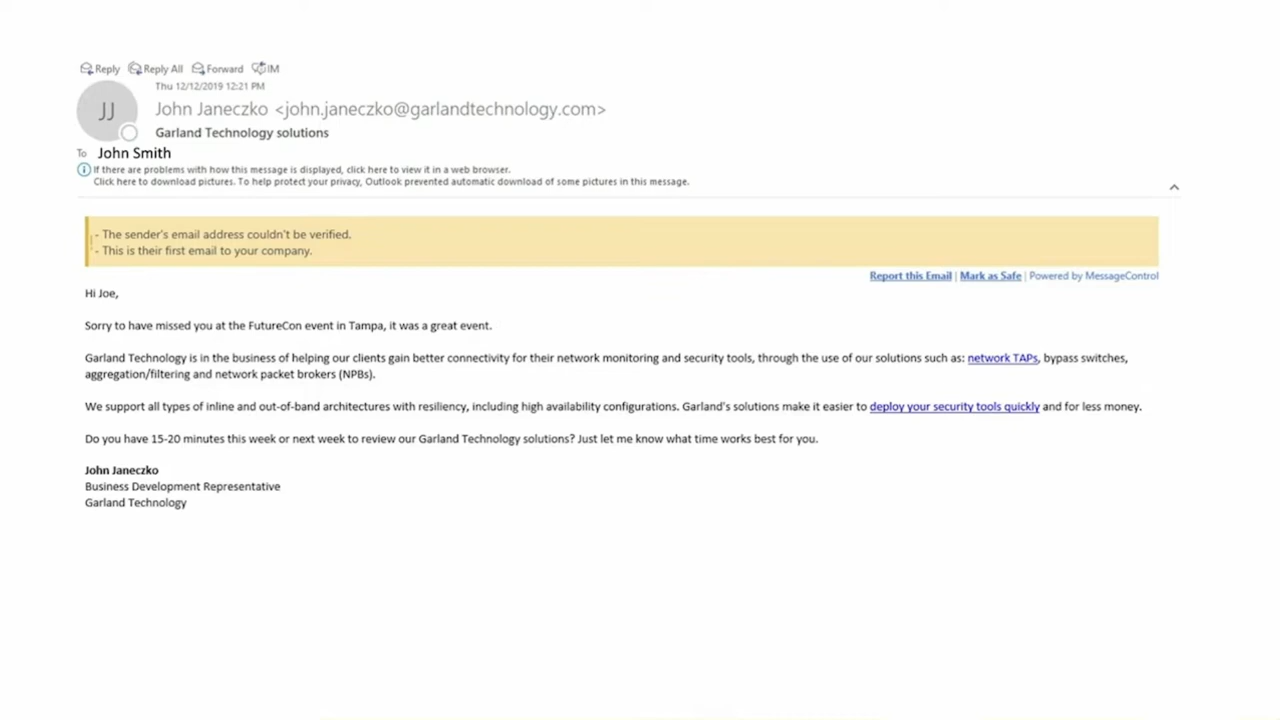 Reply Reply All Forward IM
Thu 12/12/2019 12:21 PM
JJ
John Janeczko <john.janeczko@garlandtechnology.com>
Garland Technology solutions
To John Smith
If there are problems with how this message is displayed, click here to view it in a web browser.
Click here to download pictures. To help protect your privacy, Outlook prevented automatic download of some pictures in this message.
- The sender's email address couldn't be verified.
- This is their first email to your company.
Report this Email | Mark as Safe | Powered by MessageControl
Hi Joe,
Sorry to have missed you at the FutureCon event in Tampa, it was a great event.
Garland Technology is in the business of helping our clients gain better connectivity for their network monitoring and security tools, through the use of our solutions such as: network TAPs, bypass switches,
aggregation/filtering and network packet brokers (NPBs).
We support all types of inline and out-of-band architectures with resiliency, including high availability configurations. Garland's solutions make it easier to deploy your security tools quickly and for less money.
Do you have 15-20 minutes this week or next week to review our Garland Technology solutions? Just let me know what time works best for you.
John Janeczko
Business Development Representative
Garland Technology